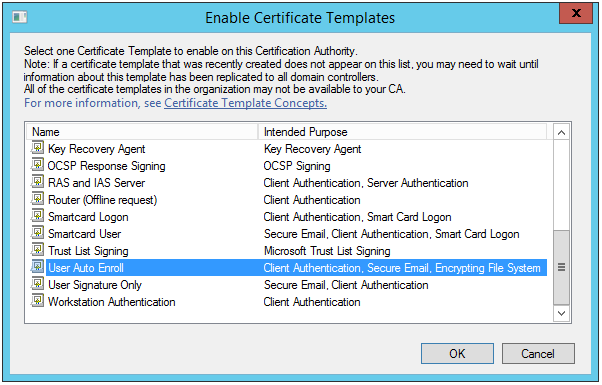 Enable Certificate Templates
x
Select one Certificate Template to enable on this Certification Authority.
Note: If a certificate template that was recently created does not appear on this list, you may need to wait until
information about this template has been replicated to all domain controllers.
All of the certificate templates in the organization may not be available to your CA.
For more information, see Certificate Template Concepts.
Name Intended Purpose
Key Recovery Agent Key Recovery Agent
OCSP Response Signing OCSP Signing
RAS and IAS Server Client Authentication, Server Authentication
Router (Offline request) Client Authentication
Smartcard Logon Client Authentication, Smart Card Logon
Smartcard User Secure Email, Client Authentication, Smart Card Logon
Trust List Signing Microsoft Trust List Signing
User Auto Enroll Client Authentication, Secure Email, Encrypting File System
User Signature Only Secure Email, Client Authentication
Workstation Authentication Client Authentication
OK Cancel